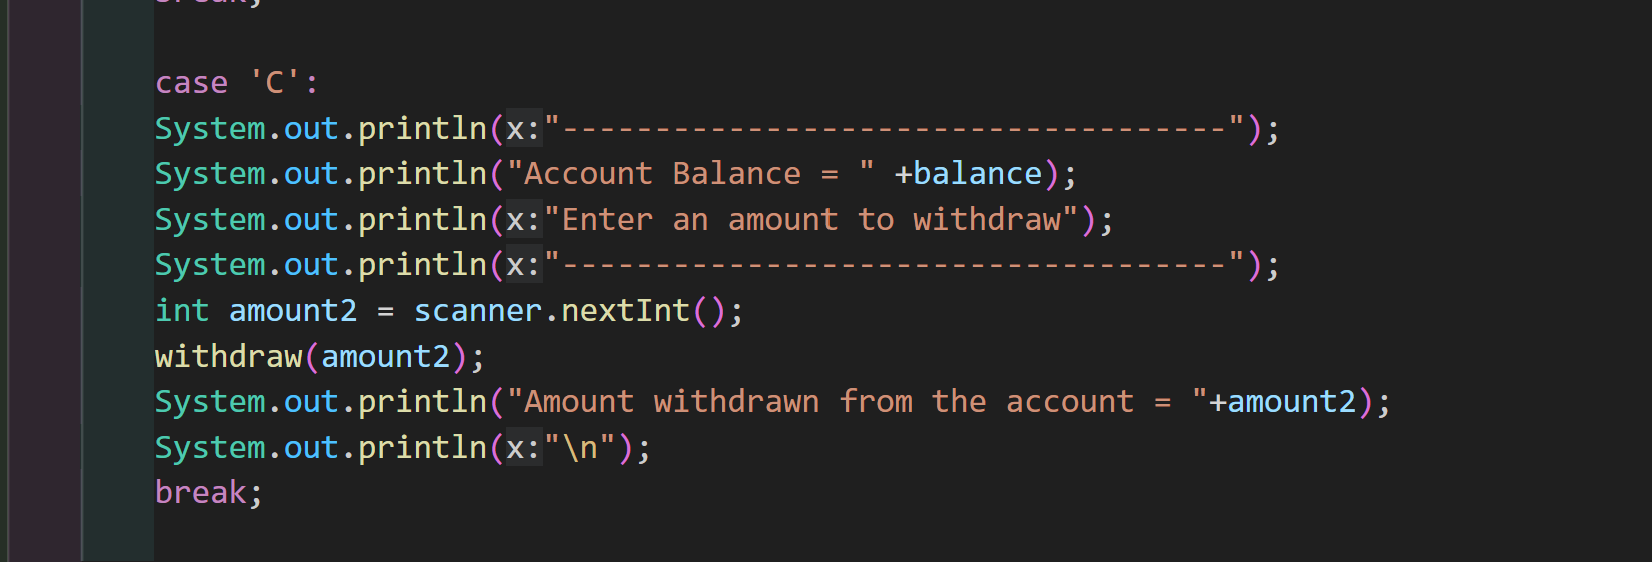 break;
case 'C':
System.out.println(x:"------------------------------------");
System.out.println("Account Balance = " +balance);
System.out.println(x:"Enter an amount to withdraw");
System.out.println(x:"------------------------------------");
int amount2 = scanner.nextInt();
withdraw(amount2);
System.out.println("Amount withdrawn from the account = "+amount2);
System.out.println(x:"\n");
break;